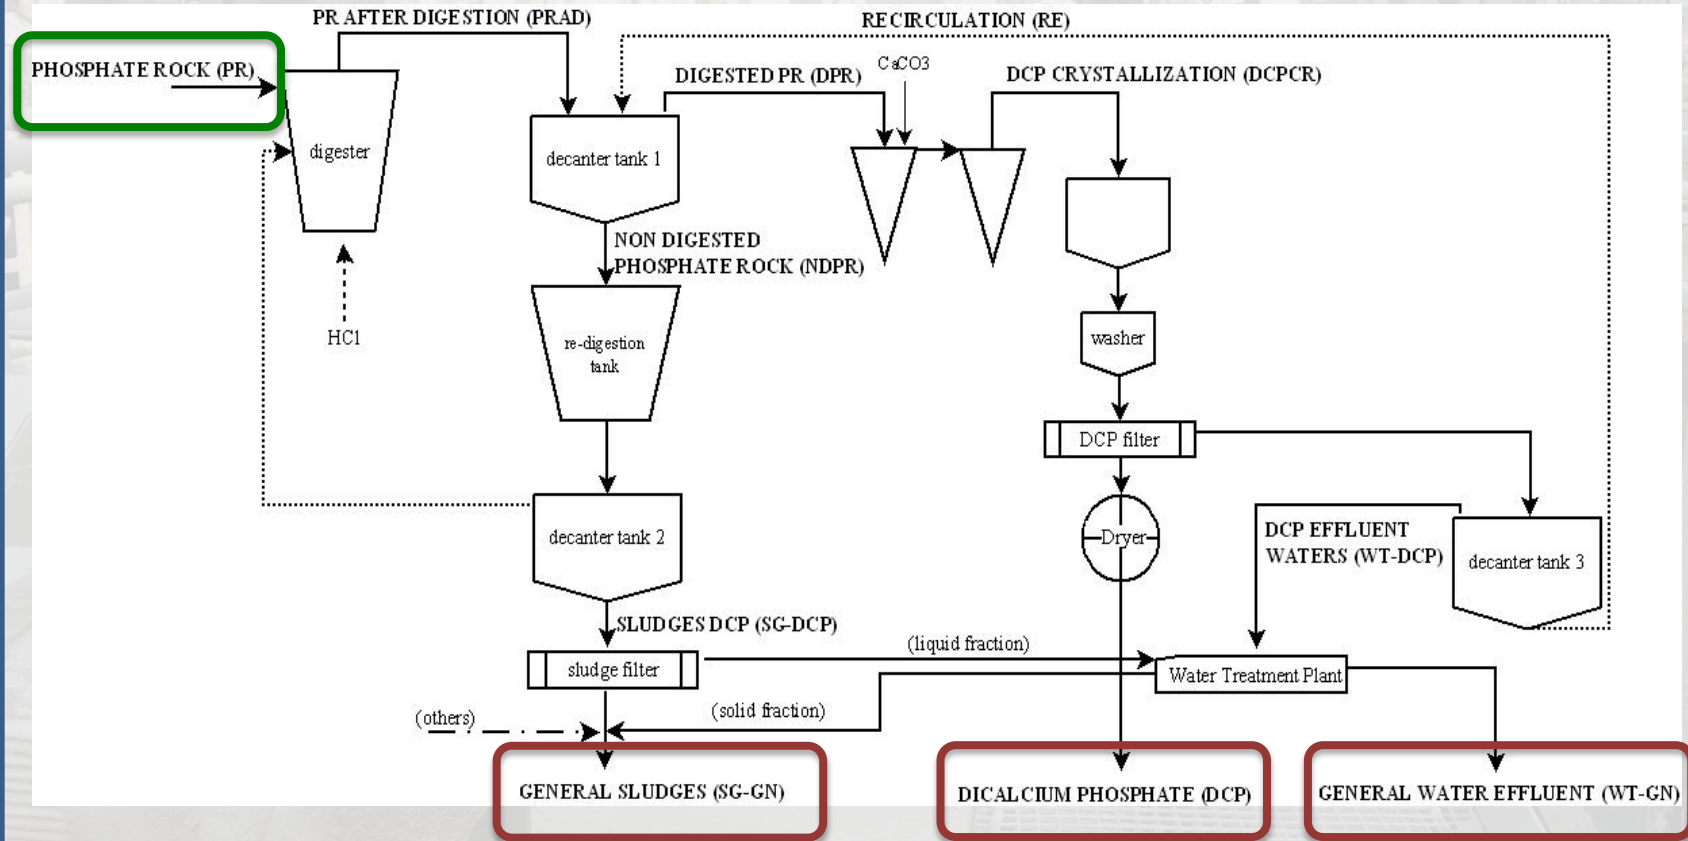 PR AFTER DIGESTION (PRAD)
RECIRCULATION (RE)
PHOSPHATE ROCK (PR)
DIGESTED PR (DPR)
CaCO3
DCP CRYSTALLIZATION (DCPCR)
digester
decanter tank 1
NON DIGESTED
PHOSPHATE ROCK (NDPR)
HCl
re-digestion
tank
washer
DCP filter
decanter tank 2
Dryer
DCP EFFLUENT
WATERS (WT-DCP)
decanter tank 3
SLUDGES DCP (SG-DCP)
(liquid fraction)
sludge filter
Water Treatment Plant
(others)
(solid fraction)
GENERAL SLUDGES (SG-GN)
DICALCIUM PHOSPHATE (DCP)
GENERAL WATER EFFLUENT (WT-GN)